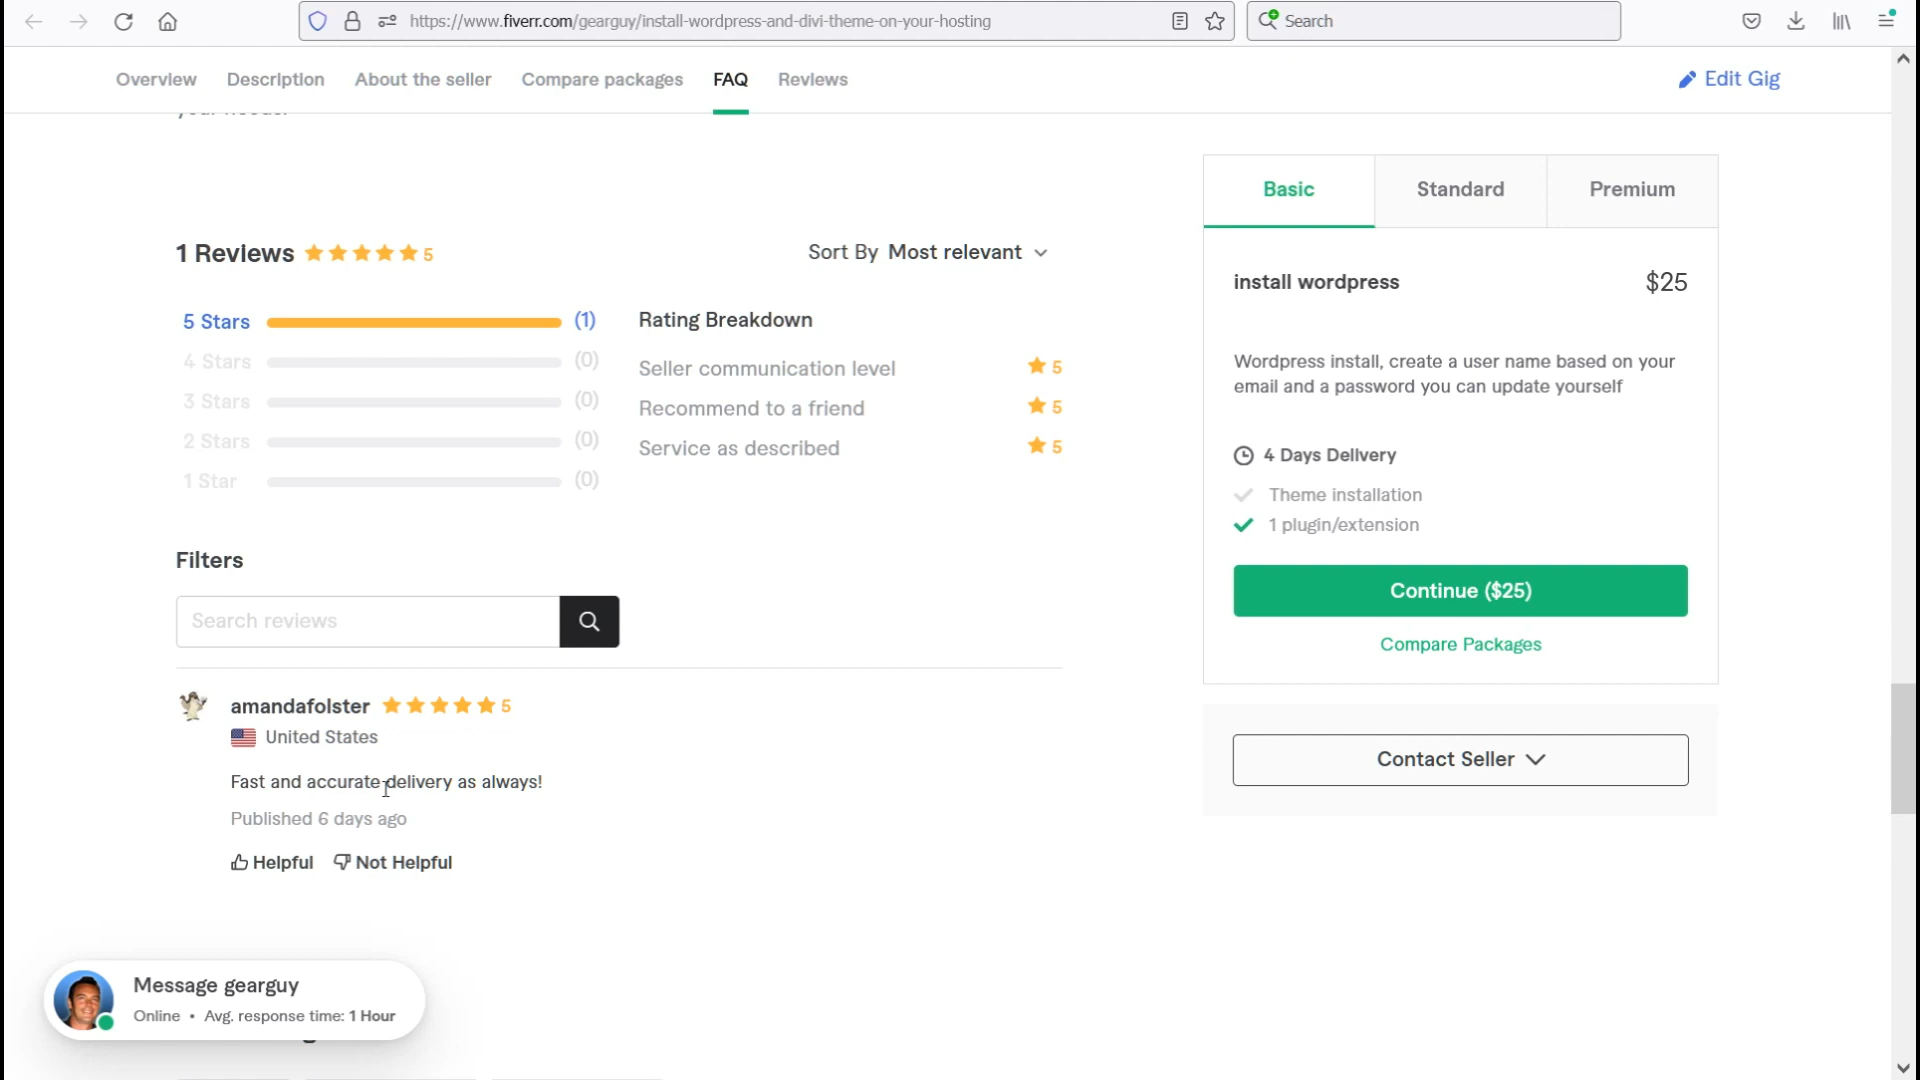 https://www.fiverr.com/gearguy/install-wordpress-and-divi-theme-on-your-hosting
Search
Overview Description About the seller Compare packages FAQ Reviews
Edit Gig
1 Reviews 5
Sort By Most relevant
5 Stars (1)
4 Stars (0)
3 Stars (0)
2 Stars (0)
1 Star (0)
Rating Breakdown
Seller communication level 5
Recommend to a friend 5
Service as described 5
Filters
Search reviews
amandafolster 5
United States
Fast and accurate delivery as always!
Published 6 days ago
Helpful Not Helpful
Basic Standard Premium
install wordpress $25
Wordpress install, create a user name based on your
email and a password you can update yourself
4 Days Delivery
Theme installation
1 plugin/extension
Continue ($25)
Compare Packages
Contact Seller
Message gearguy
Online • Avg. response time: 1 Hour